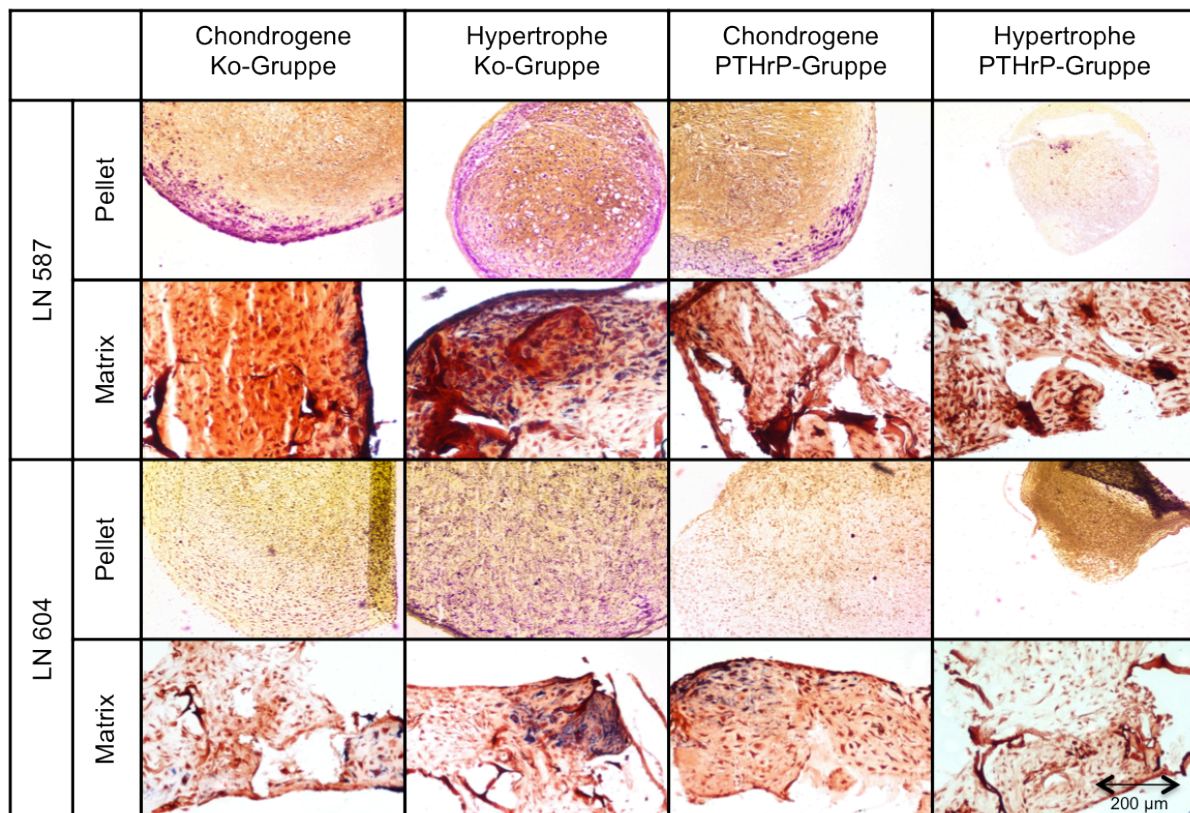 Chondrogene
Ko-Gruppe
Hypertrophe
Ko-Gruppe
Chondrogene
PTHrP-Gruppe
Hypertrophe
PTHrP-Gruppe
LN 587
Pellet
Matrix
LN 604
Pellet
Matrix
200 µm